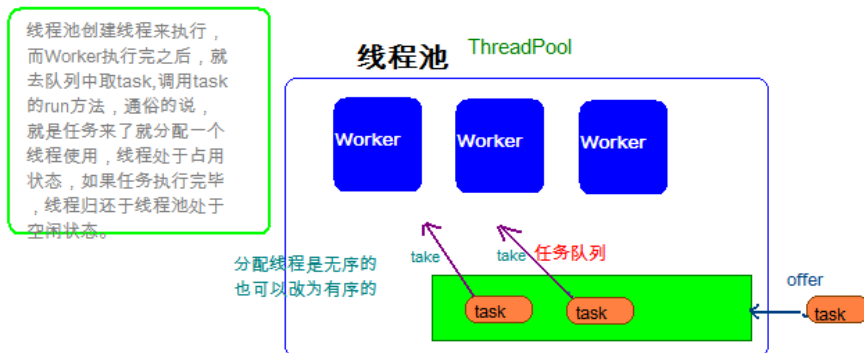 线程池创建线程来执行，
而Worker执行完之后，就
去队列中取task,调用task
的run方法，通俗的说，
就是任务来了就分配一个
线程使用，线程处于占用
状态，如果任务执行完毕
，线程归还于线程池处于
空闲状态。
线程池 ThreadPool
Worker Worker Worker
分配线程是无序的
也可以改为有序的
take take 任务队列
offer
task task task